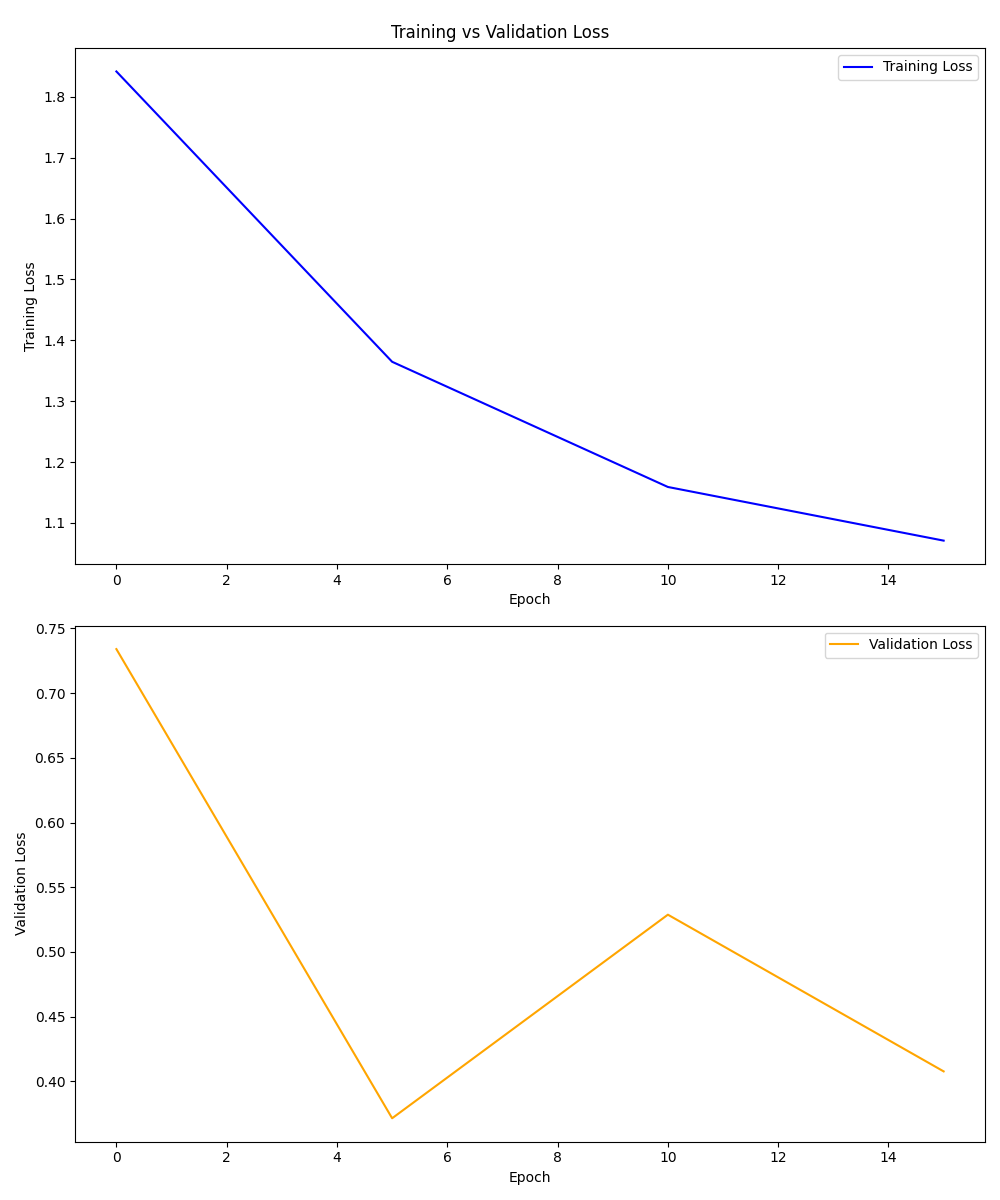 Training vs Validation Loss
Training Loss
1.8
1.7
1.6
1.5
1.4
1.3
1.2
1.1
Training Loss
0 2 4 6 8 10 12 14
Epoch
Validation Loss
0.75
0.70
0.65
0.60
0.55
0.50
0.45
0.40
Validation Loss
0 2 4 6 8 10 12 14
Epoch